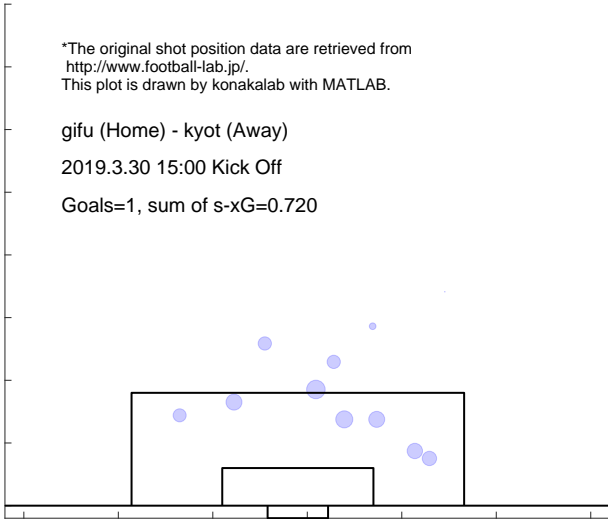 *The original shot position data are retrieved from
http://www.football-lab.jp/.
This plot is drawn by konakalab with MATLAB.
gifu (Home) - kyot (Away)
2019.3.30 15:00 Kick Off
Goals=1, sum of s-xG=0.720